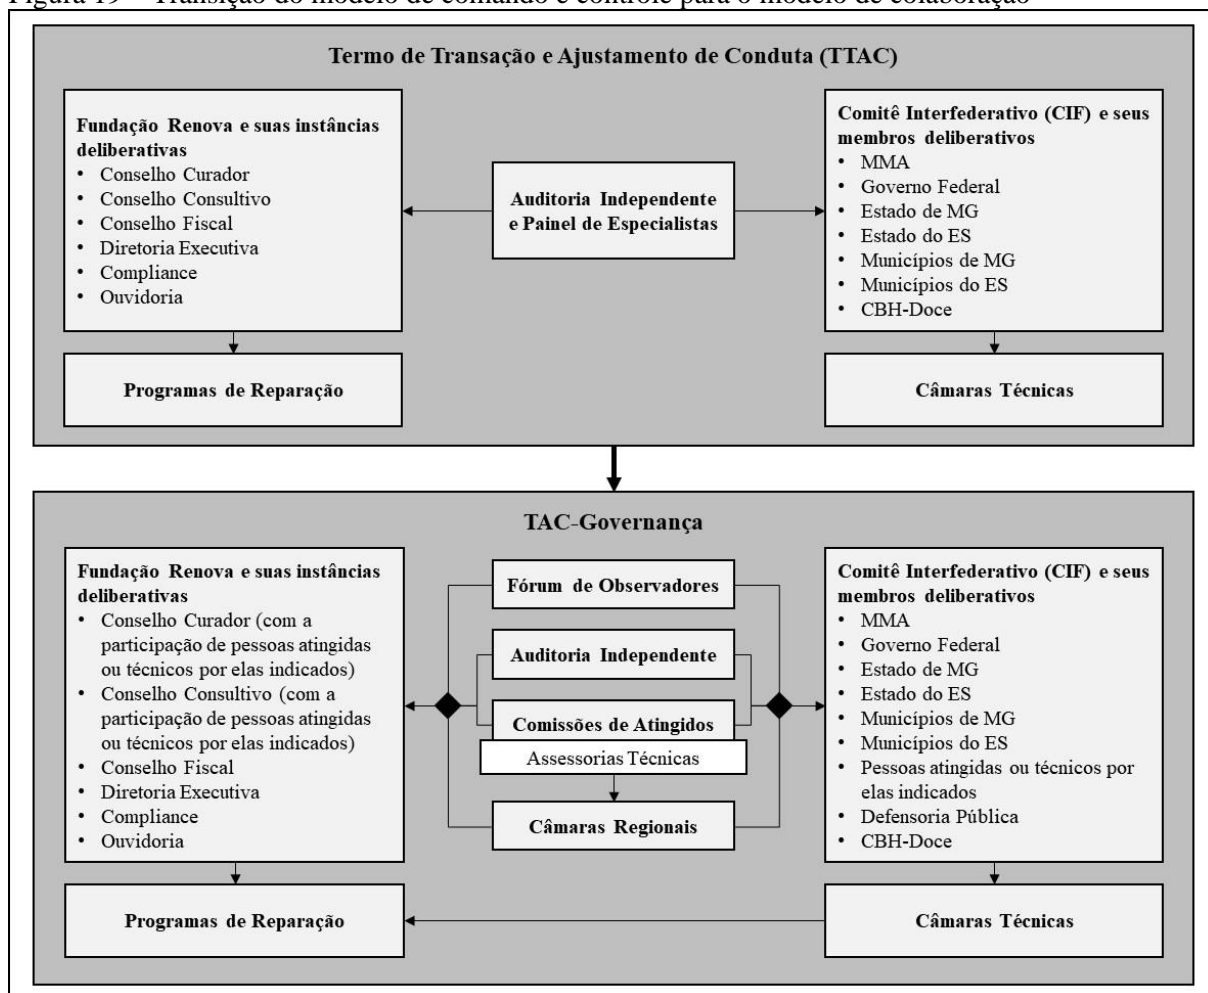 Figura 19 – Transição do modelo de comando e controle para o modelo de colaboração
Termo de Transação e Ajustamento de Conduta (TTAC)
Fundação Renova e suas instâncias
deliberativas
• Conselho Curador
• Conselho Consultivo
• Conselho Fiscal
• Diretoria Executiva
• Compliance
• Ouvidoria
Programas de Reparação
Auditoria Independente
e Painel de Especialistas
Comitê Interfederativo (CIF) e seus
membros deliberativos
• MMA
• Governo Federal
• Estado de MG
• Estado do ES
• Municípios de MG
• Municípios do ES
• CBH-Doce
Câmaras Técnicas
TAC-Governança
Fundação Renova e suas instâncias
deliberativas
• Conselho Curador (com a
participação de pessoas atingidas
ou técnicos por elas indicados)
• Conselho Consultivo (com a
participação de pessoas atingidas
ou técnicos por elas indicados)
• Conselho Fiscal
• Diretoria Executiva
• Compliance
• Ouvidoria
Programas de Reparação
Fórum de Observadores
Auditoria Independente
Comissões de Atingidos
Assessorias Técnicas
Câmaras Regionais
Comitê Interfederativo (CIF) e seus
membros deliberativos
• MMA
• Governo Federal
• Estado de MG
• Estado do ES
• Municípios de MG
• Municípios do ES
• Pessoas atingidas ou técnicos por
elas indicados
• Defensoria Pública
• CBH-Doce
Câmaras Técnicas